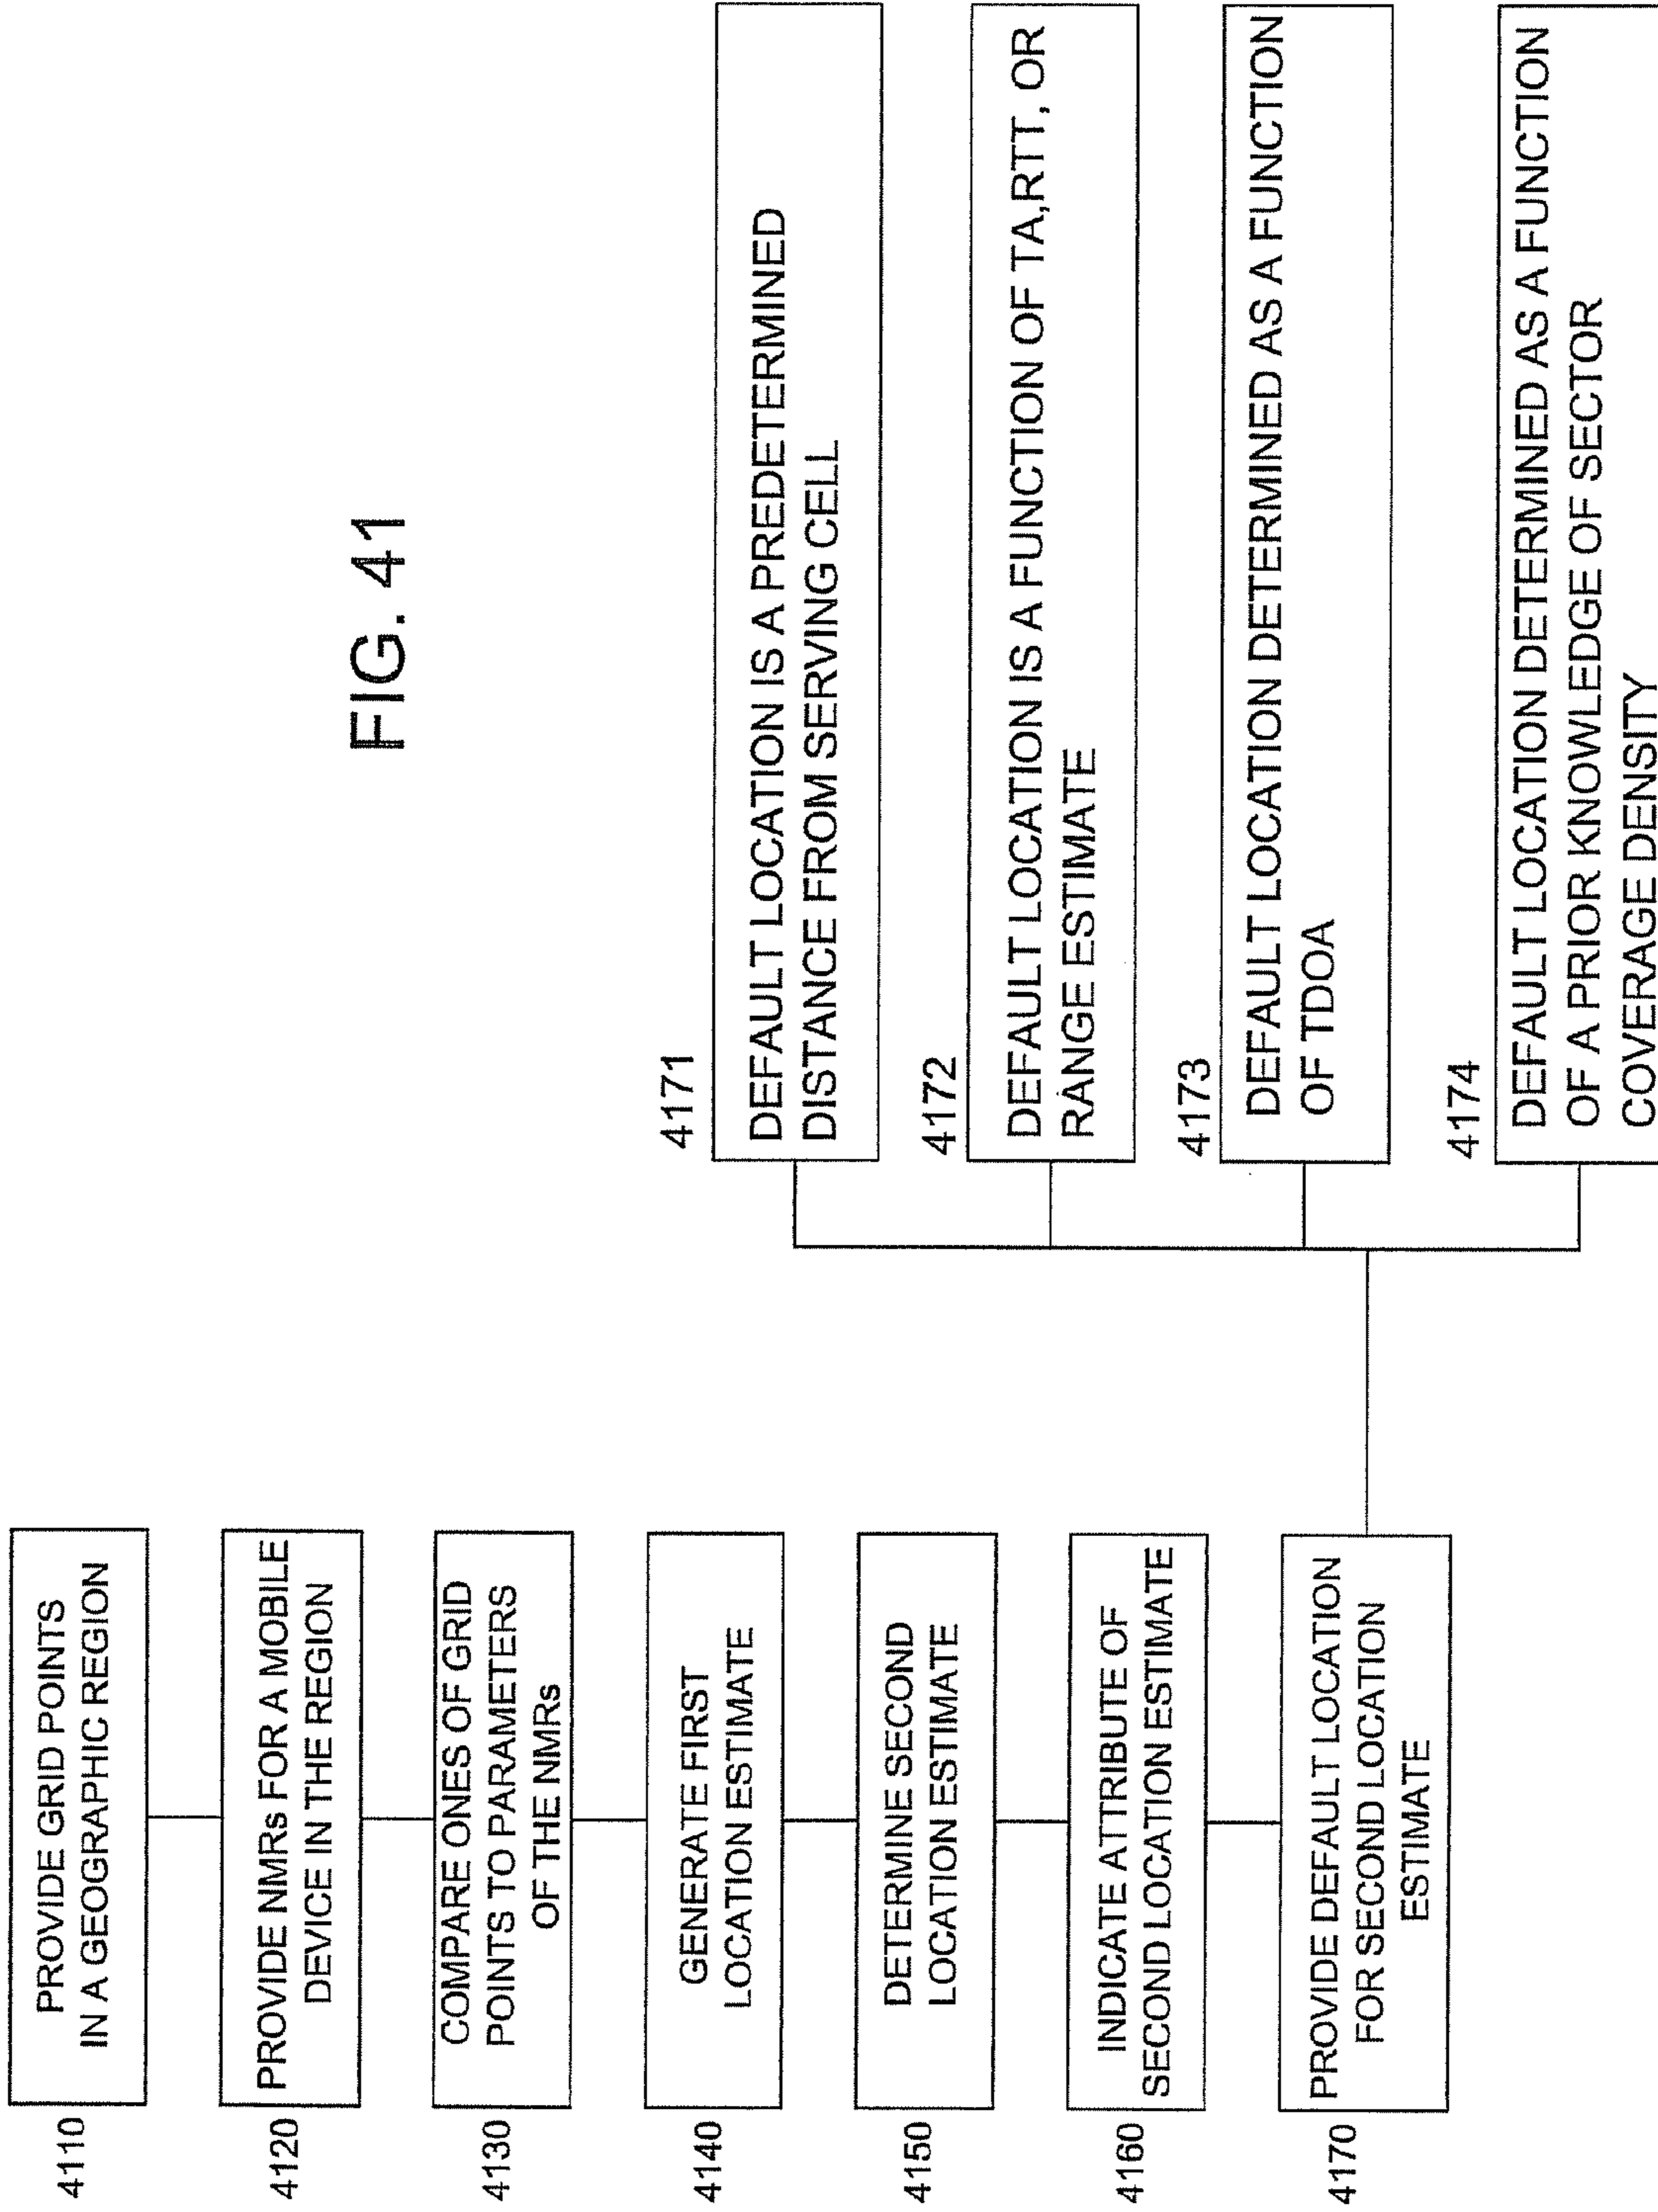 FIG. 41
4110
PROVIDE GRID POINTS
IN A GEOGRAPHIC REGION
4120
PROVIDE NMRs FOR A MOBILE
DEVICE IN THE REGION
4130
COMPARE ONES OF GRID
POINTS TO PARAMETERS
OF THE NMRs
4140
GENERATE FIRST
LOCATION ESTIMATE
4150
DETERMINE SECOND
LOCATION ESTIMATE
4160
INDICATE ATTRIBUTE OF
SECOND LOCATION ESTIMATE
4170
PROVIDE DEFAULT LOCATION
FOR SECOND LOCATION
ESTIMATE
4171
DEFAULT LOCATION IS A PREDETERMINED
DISTANCE FROM SERVING CELL
4172
DEFAULT LOCATION IS A FUNCTION OF TA,RTT, OR
RANGE ESTIMATE
4173
DEFAULT LOCATION DETERMINED AS A FUNCTION
OF TDOA
4174
DEFAULT LOCATION DETERMINED AS A FUNCTION
OF A PRIOR KNOWLEDGE OF SECTOR
COVERAGE DENSITY